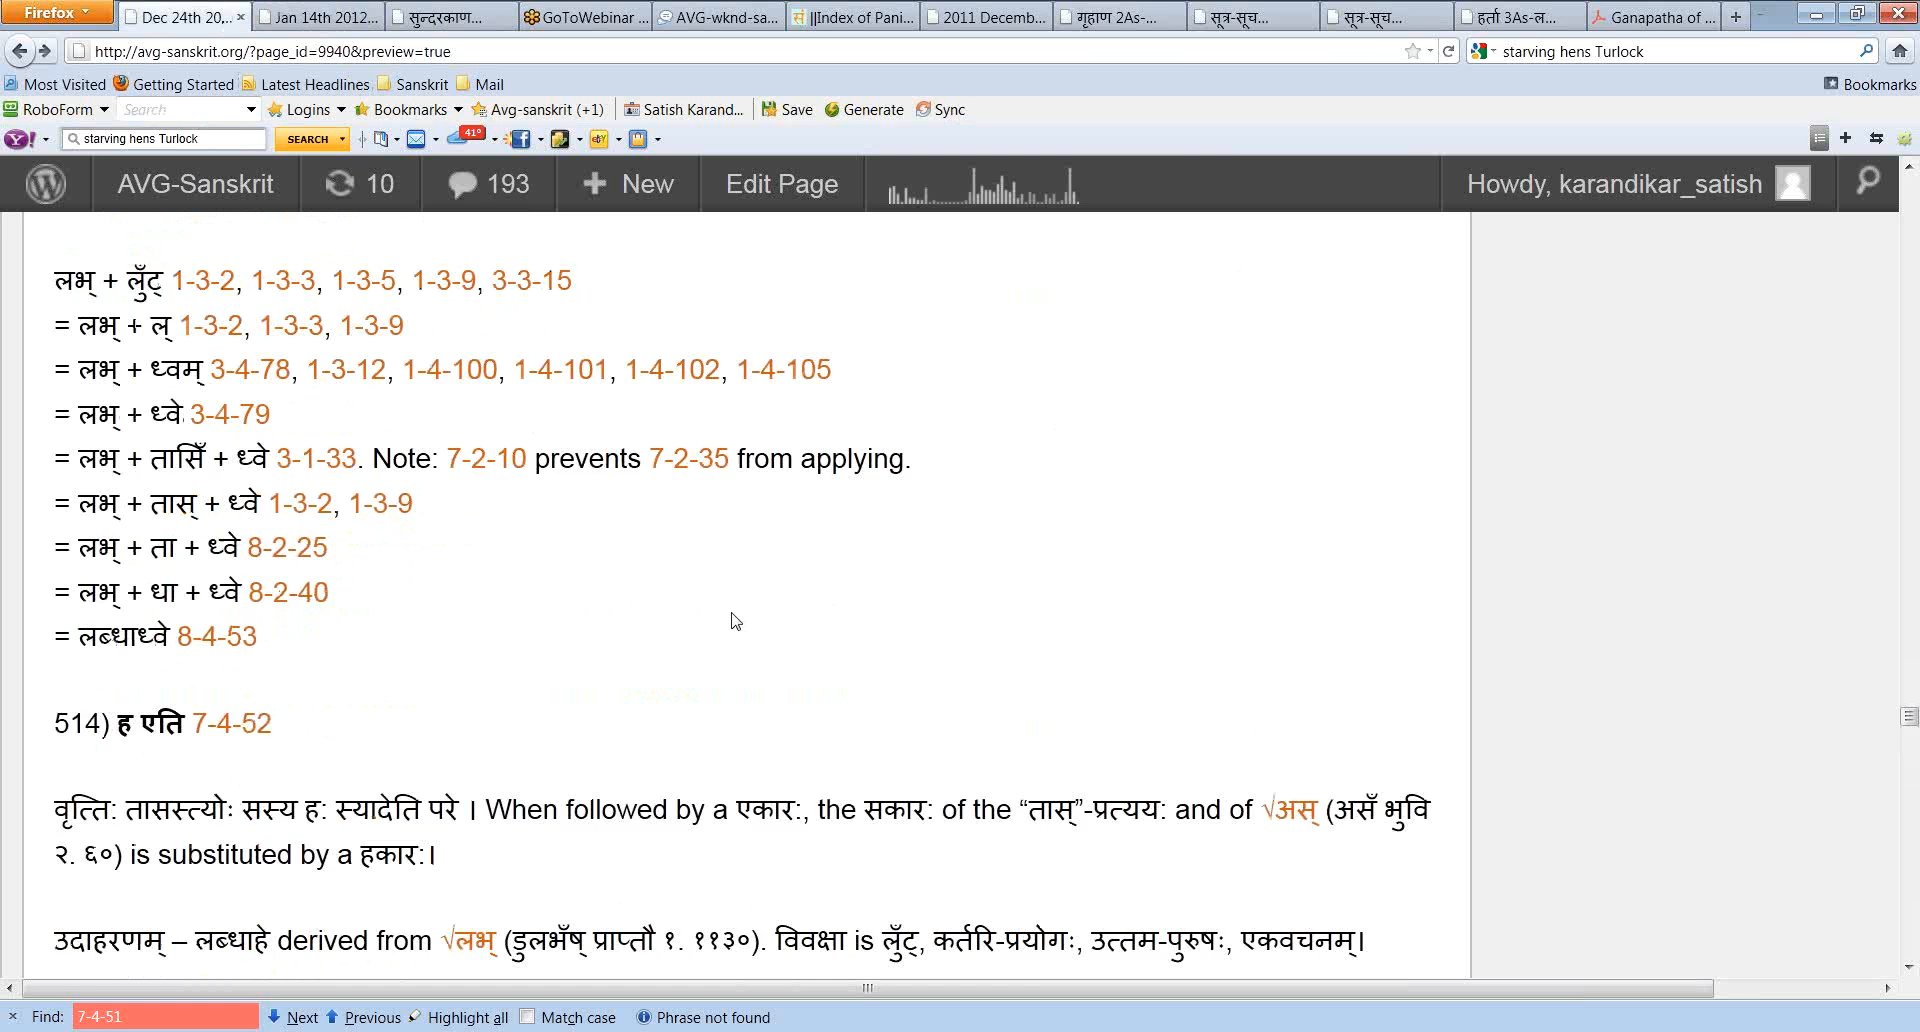 Firefox
Dec 24th 20,...
Jan 14th 2012...
सुन्दरकाण...
GoToWebinar ...
AVG-wknd-sa...
||Index of Pani...
2011 Decemb...
गृहाण 2As-...
सूत्र-सूच...
सूत्र-सूच...
हर्ता 3As-ल...
Ganapatha of ...
http://avg-sanskrit.org/?page_id=9940&preview=true
starving hens Turlock
Most Visited Getting Started Latest Headlines Sanskrit Mail Bookmarks
RoboForm Search Logins Bookmarks Avg-sanskrit (+1) Satish Karand... Save Generate Sync
Y! starving hens Turlock SEARCH 41° ebY
AVG-Sanskrit 10 193 + New Edit Page Howdy, karandikar_satish
लभ् + लुँट् 1-3-2, 1-3-3, 1-3-5, 1-3-9, 3-3-15
= लभ् + ल् 1-3-2, 1-3-3, 1-3-9
= लभ् + ध्वम् 3-4-78, 1-3-12, 1-4-100, 1-4-101, 1-4-102, 1-4-105
= लभ् + ध्वे 3-4-79
= लभ् + तासिँ + ध्वे 3-1-33. Note: 7-2-10 prevents 7-2-35 from applying.
= लभ् + तास् + ध्वे 1-3-2, 1-3-9
= लभ् + ता + ध्वे 8-2-25
= लभ् + धा + ध्वे 8-2-40
= लब्धाध्वे 8-4-53
514) ह एति 7-4-52
वृत्ति: तासस्त्योः सस्य ह: स्यादेति परे । When followed by a एकार:, the सकार: of the “तास्”-प्रत्यय: and of √अस् (असँ भुवि
२. ६०) is substituted by a हकार:।
उदाहरणम् – लब्धाहे derived from √लभ् (डुलभँष् प्राप्तौ १. ११३०). विवक्षा is लुँट्, कर्तरि-प्रयोगः, उत्तम-पुरुषः, एकवचनम्।
× Find: 7-4-51 Next Previous Highlight all Match case Phrase not found